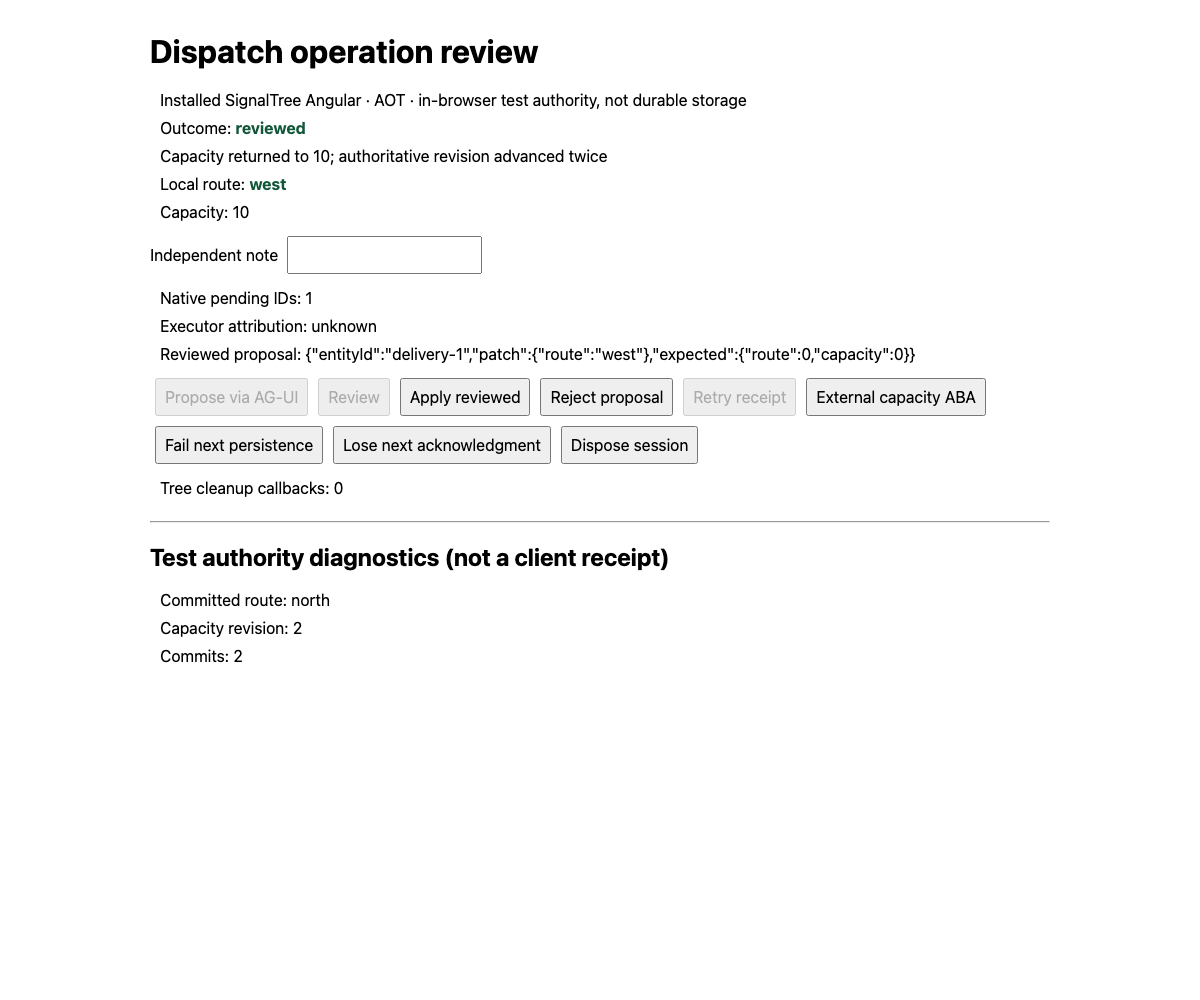 Dispatch operation review
Installed SignalTree Angular · AOT · in-browser test authority, not durable storage
Outcome: reviewed
Capacity returned to 10; authoritative revision advanced twice
Local route: west
Capacity: 10
Independent note
Native pending IDs: 1
Executor attribution: unknown
Reviewed proposal: {"entityId":"delivery-1","patch":{"route":"west"},"expected":{"route":0,"capacity":0}}
Propose via AG-UI Review Apply reviewed Reject proposal Retry receipt External capacity ABA
Fail next persistence Lose next acknowledgment Dispose session
Tree cleanup callbacks: 0
Test authority diagnostics (not a client receipt)
Committed route: north
Capacity revision: 2
Commits: 2